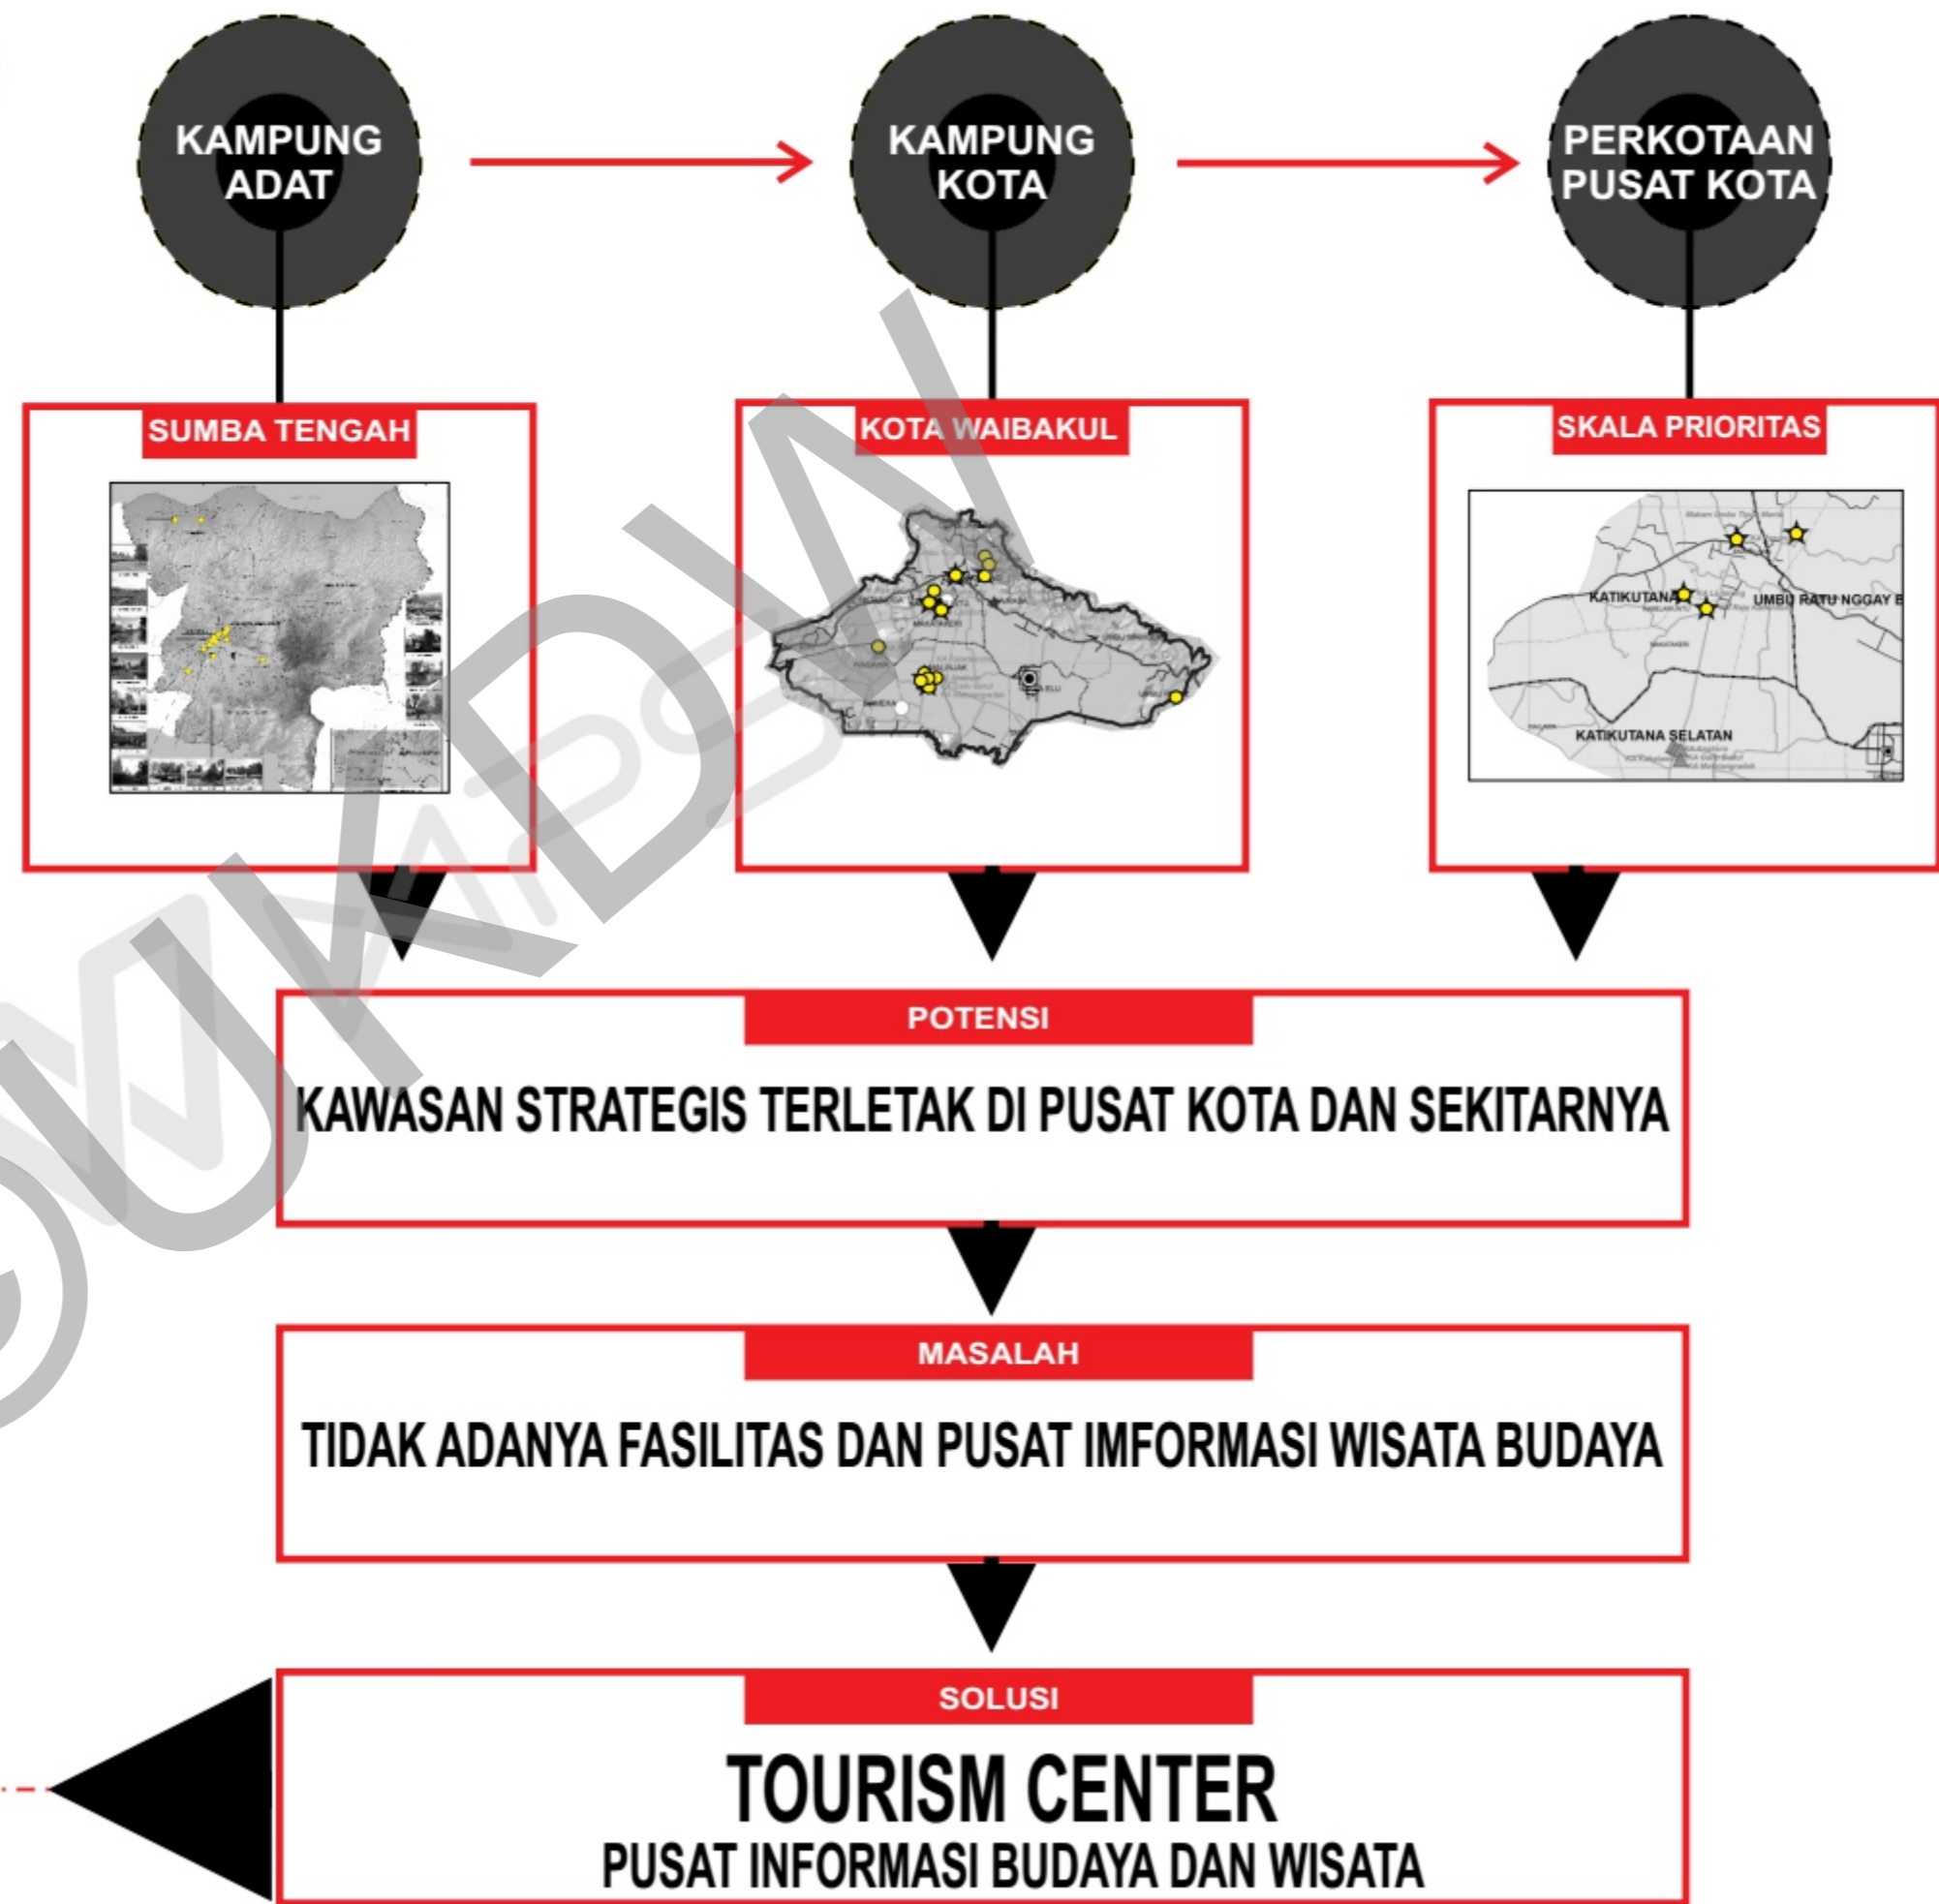 KAMPUNG
ADAT
KAMPUNG
KOTA
PERKOTAAN
PUSAT KOTA
SUMBA TENGAH
KOTA WAIBAKUL
SKALA PRIORITAS
KATIKUTANA
UMBU RATU NGGAY B
KATIKUTANA SELATAN
POTENSI
KAWASAN STRATEGIS TERLETAK DI PUSAT KOTA DAN SEKITARNYA
MASALAH
TIDAK ADANYA FASILITAS DAN PUSAT IMFORMASI WISATA BUDAYA
SOLUSI
TOURISM CENTER
PUSAT INFORMASI BUDAYA DAN WISATA
©UKDW